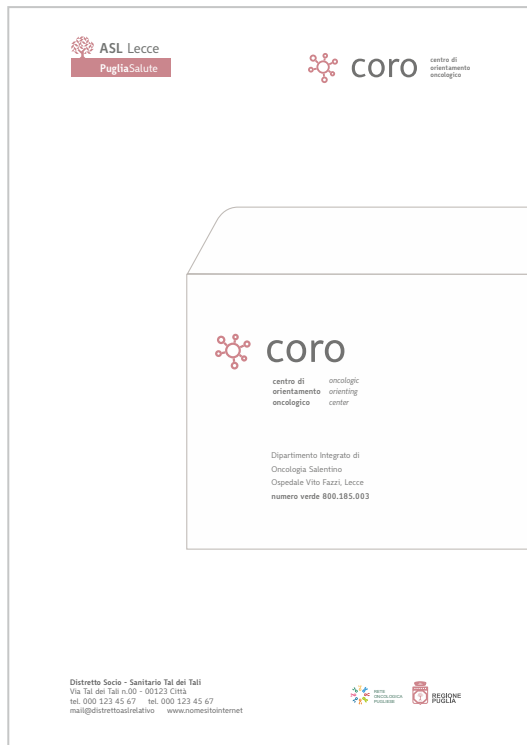 ASL Lecce
PugliaSalute
coro
centro di
orientamento
oncologico
coro
centro di
orientamento
oncologico
oncologic
orienting
center
Dipartimento Integrato di
Oncologia Salentino
Ospedale Vito Fazzi, Lecce
numero verde 800.185.003
Distretto Socio - Sanitario Tal dei Tali
Via Tal dei Tali n.00 - 00123 Città
tel. 000 123 45 67 tel. 000 123 45 67
mail@distrettoaslrelativo www.nomesitointernet
RETE
ONCOLOGICA
PUGLIESE
REGIONE
PUGLIA